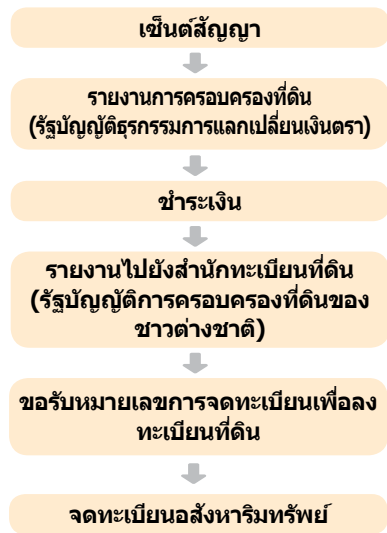 เซ็นต์สัญญา
รายงานการครอบครองที่ดิน
(รัฐบัญญัติธุรกรรมการแลกเปลี่ยนเงินตรา)
ชำระเงิน
รายงานไปยังสำนักทะเบียนที่ดิน
(รัฐบัญญัติการครอบครองที่ดินของ
ชาวต่างชาติ)
ขอรับหมายเลขการจดทะเบียนเพื่อลง
ทะเบียนที่ดิน
จดทะเบียนอสังหาริมทรัพย์